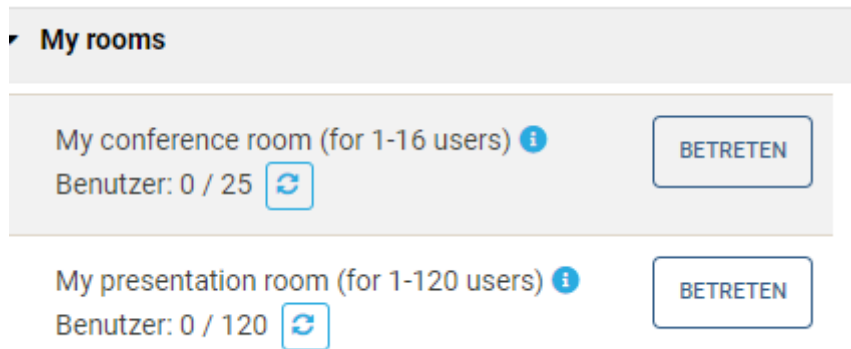 My rooms
My conference room (for 1-16 users)
BETRETEN
Benutzer: 0 / 25
My presentation room (for 1-120 users)
BETRETEN
Benutzer: 0 / 120